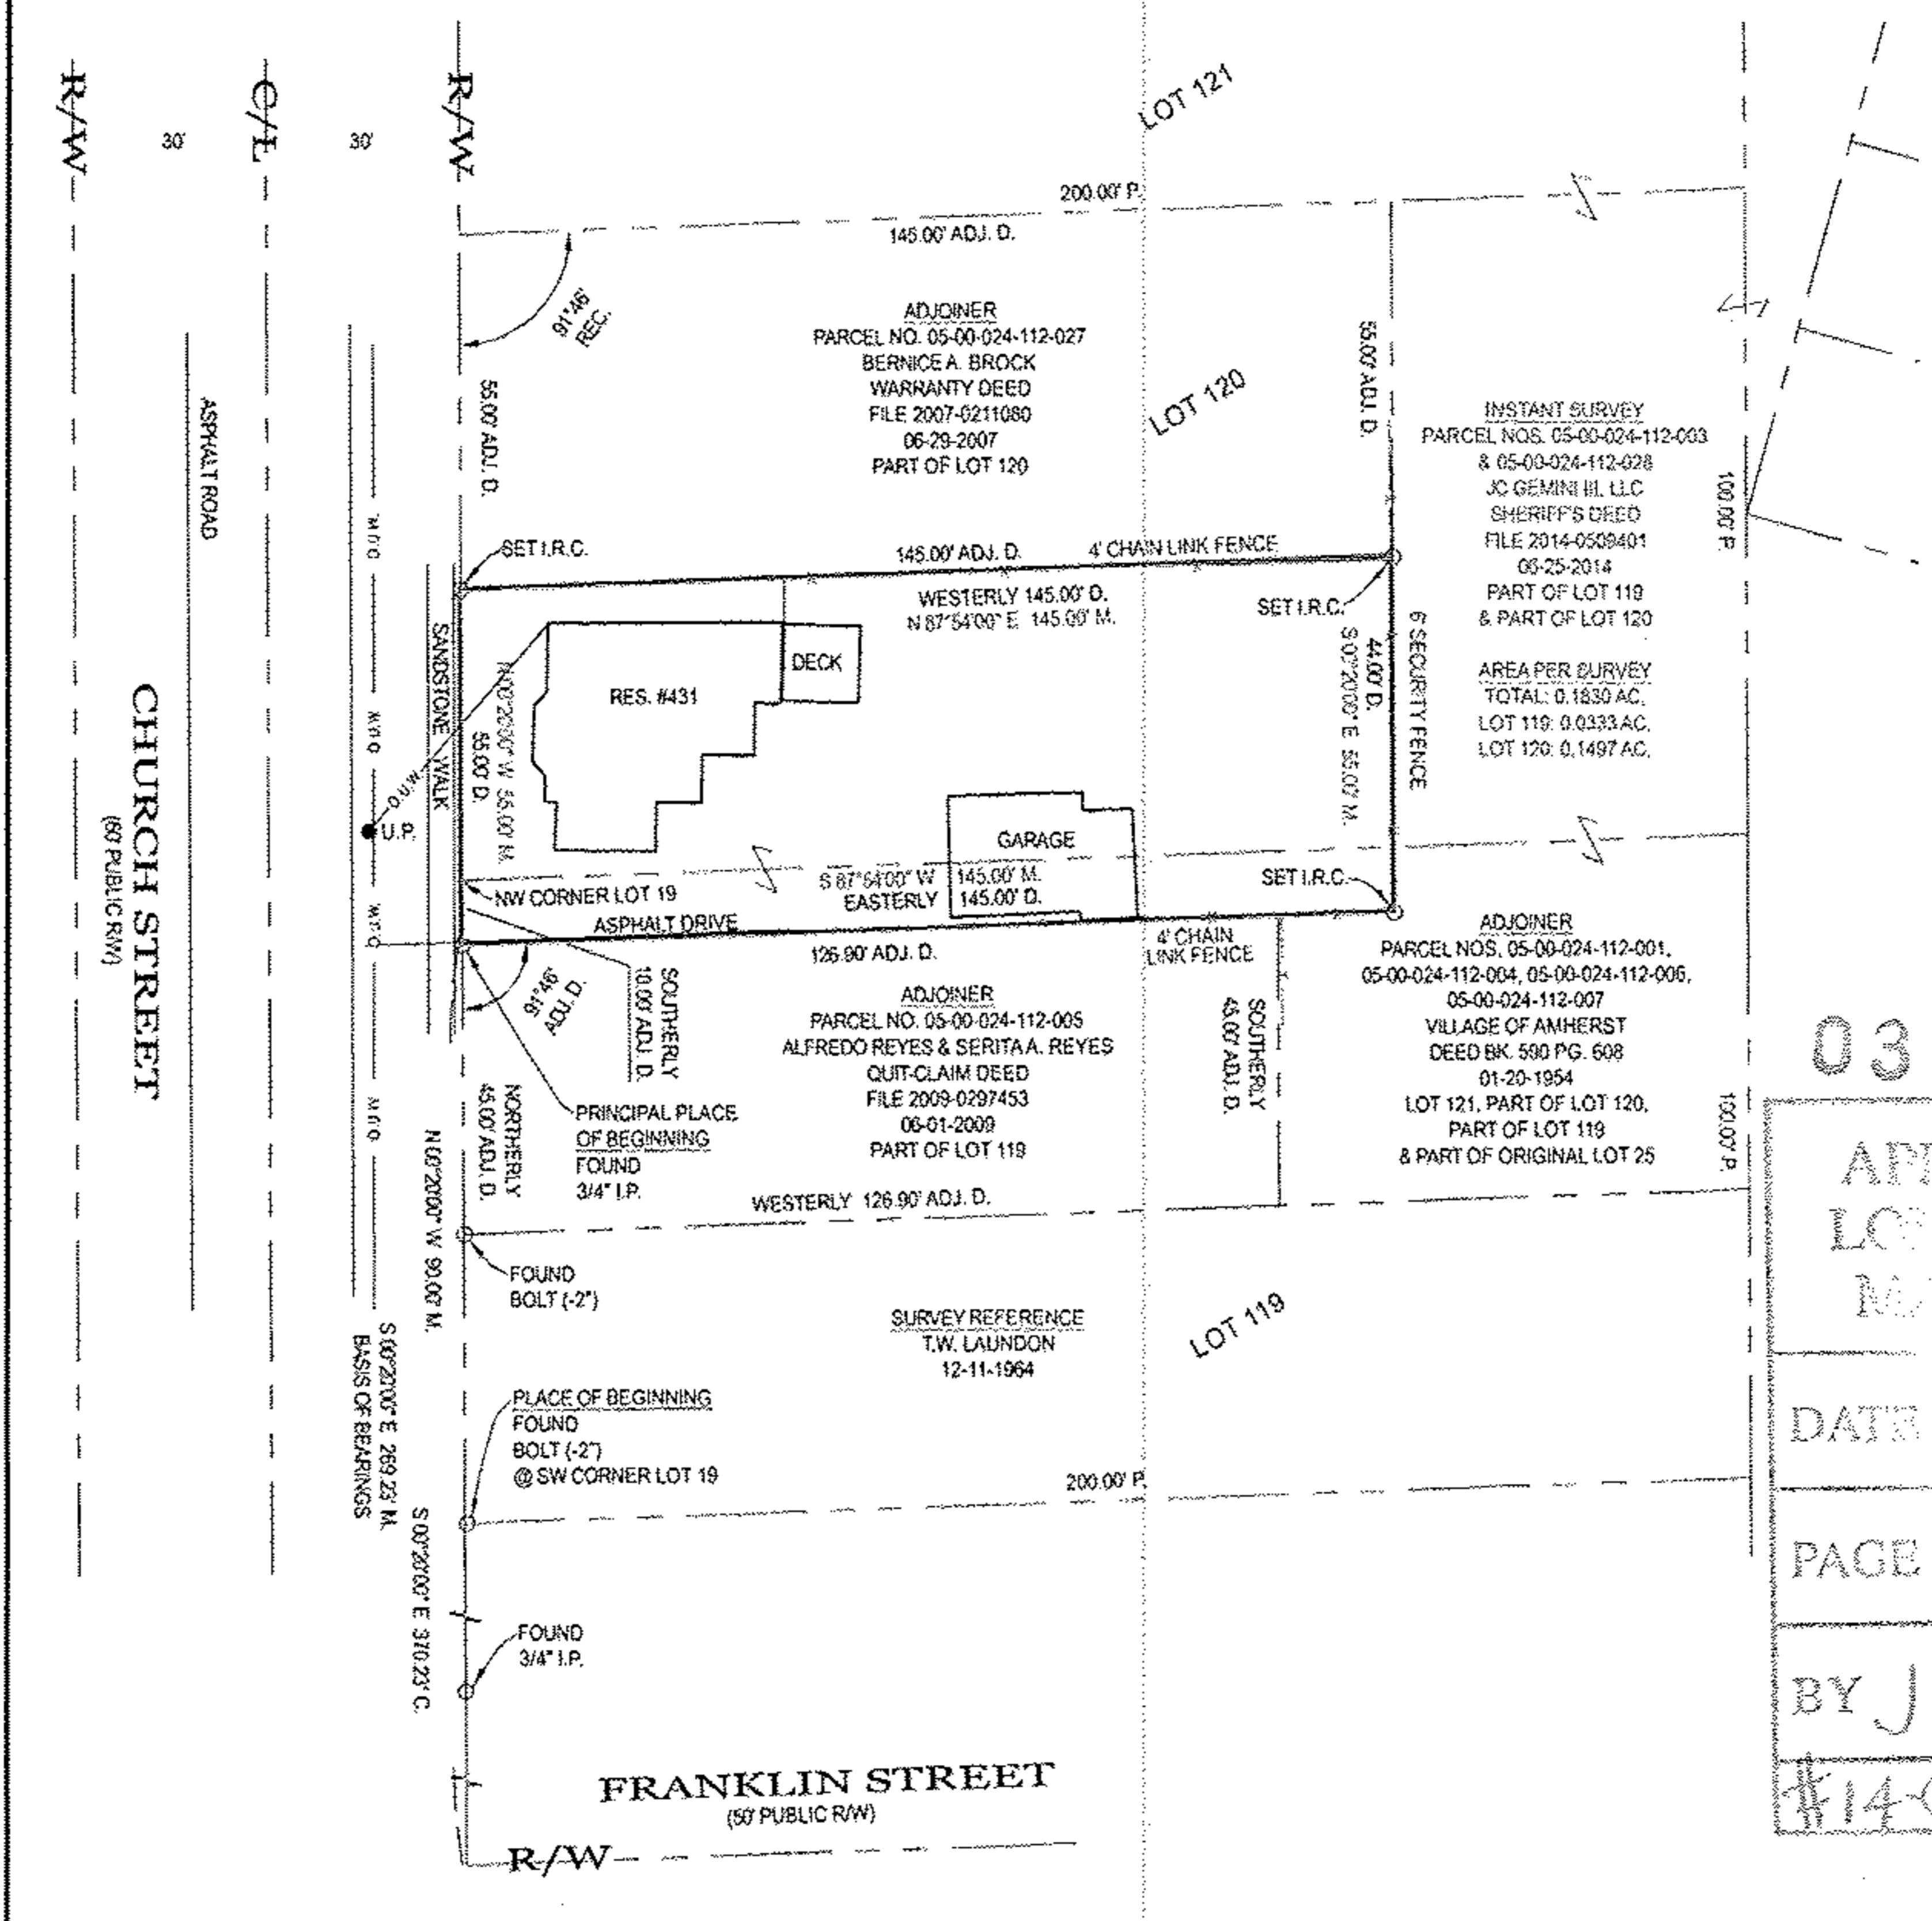 R/W
30'
C/L
30'
R/W
LOT 121
200.00' P.
145.00' ADJ. D.
91°46'
REC.
ADJOINER
PARCEL NO. 05-00-024-112-027
BERNICE A. BROCK
WARRANTY DEED
FILE 2007-0211080
06-29-2007
PART OF LOT 120
55.00' ADJ. D.
LOT 120
55.00' ADJ. D.
INSTANT SURVEY
PARCEL NOS. 05-00-024-112-003
& 05-00-024-112-028
JC GEMINI III, LLC
SHERIFF'S DEED
FILE 2014-0509401
06-25-2014
PART OF LOT 119
& PART OF LOT 120
AREA PER SURVEY
TOTAL: 0.1830 AC.
LOT 119: 0.0333 AC.
LOT 120: 0.1497 AC.
100.00' P.
ASPHALT ROAD
SET I.R.C.
145.00' ADJ. D.
4' CHAIN LINK FENCE
WESTERLY 145.00' D.
N 87°54'00" E 145.00' M.
SET I.R.C.
6' SECURITY FENCE
44.00' D.
S 00°20'00" E 55.00' M.
SANDSTONE WALK
N 00°20'00" W 55.00' M.
55.00' D.
RES. #431
DECK
O.U.W.
U.P.
GARAGE
CHURCH STREET
(60' PUBLIC R/W)
NW CORNER LOT 19
S 87°54'00" W 145.00' M.
EASTERLY 145.00' D.
SET I.R.C.
ASPHALT DRIVE
126.90' ADJ. D.
4' CHAIN
LINK FENCE
91°46'
ADJ. D.
SOUTHERLY
10.00' ADJ. D.
ADJOINER
PARCEL NO. 05-00-024-112-005
ALFREDO REYES & SERITA A. REYES
QUIT-CLAIM DEED
FILE 2009-0297453
06-01-2009
PART OF LOT 119
SOUTHERLY
45.00' ADJ. D.
ADJOINER
PARCEL NOS. 05-00-024-112-001,
05-00-024-112-004, 05-00-024-112-006,
05-00-024-112-007
VILLAGE OF AMHERST
DEED BK. 590 PG. 608
01-20-1954
LOT 121, PART OF LOT 120,
PART OF LOT 119
& PART OF ORIGINAL LOT 25
100.00' P.
NORTHERLY
45.00' ADJ. D.
PRINCIPAL PLACE
OF BEGINNING
FOUND
3/4" I.P.
N 00°20'00" W 90.00' M.
WESTERLY 126.90' ADJ. D.
FOUND
BOLT (-2")
SURVEY REFERENCE
T.W. LAUNDON
12-11-1964
LOT 119
S 00°20'00" E 269.23' M.
BASIS OF BEARINGS
PLACE OF BEGINNING
FOUND
BOLT (-2")
@ SW CORNER LOT 19
200.00' P.
S 00°20'00" E 370.23' C.
FOUND
3/4" I.P.
FRANKLIN STREET
(50' PUBLIC R/W)
R/W
03
DATE
PAGE
BY J
#14-